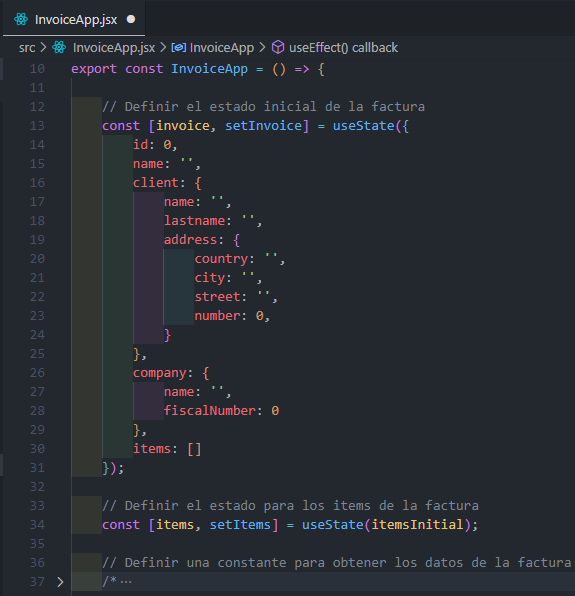 InvoiceApp.jsx
src > InvoiceApp.jsx > InvoiceApp > useEffect() callback
10 export const InvoiceApp = () => {
11
12 // Definir el estado inicial de la factura
13 const [invoice, setInvoice] = useState({
14 id: 0,
15 name: '',
16 client: {
17 name: '',
18 lastname: '',
19 address: {
20 country: '',
21 city: '',
22 street: '',
23 number: 0,
24 }
25 },
26 company: {
27 name: '',
28 fiscalNumber: 0
29 },
30 items: []
31 });
32
33 // Definir el estado para los items de la factura
34 const [items, setItems] = useState(itemsInitial);
35
36 // Definir una constante para obtener los datos de la factura
37 > /* ···